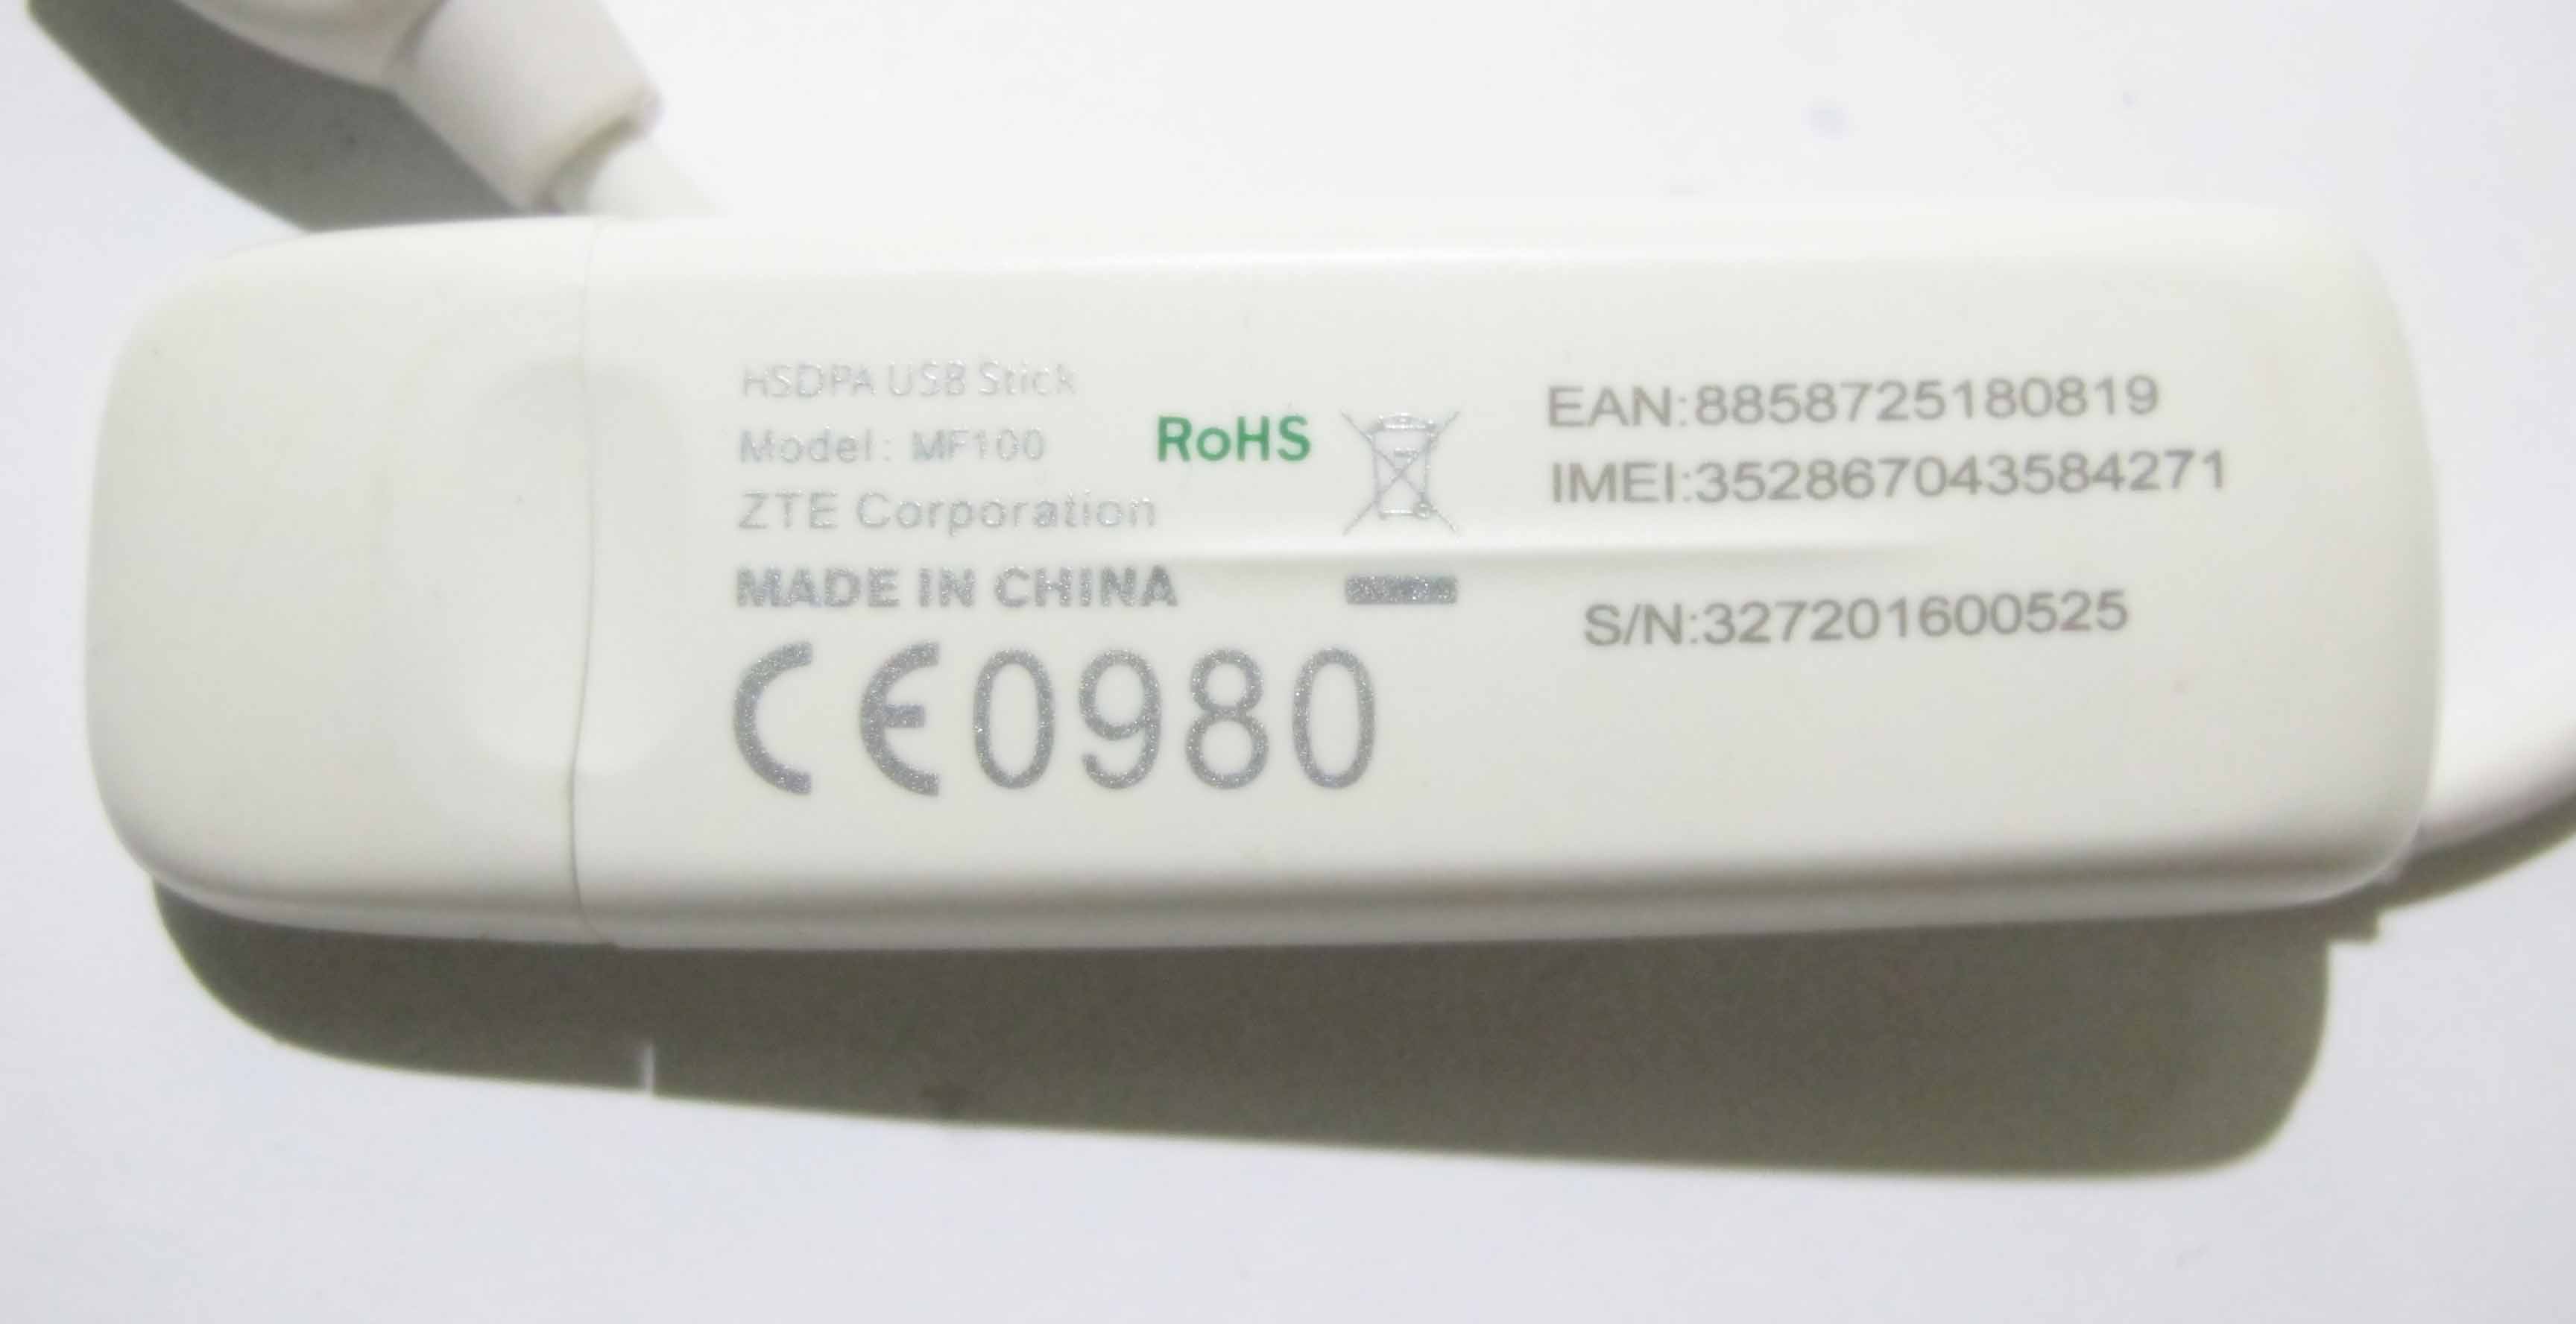 HSDPA USB Stick
Model: MF100
ZTE Corporation
MADE IN CHINA
RoHS
CE0980
EAN:8858725180819
IMEI:352867043584271
S/N:327201600525